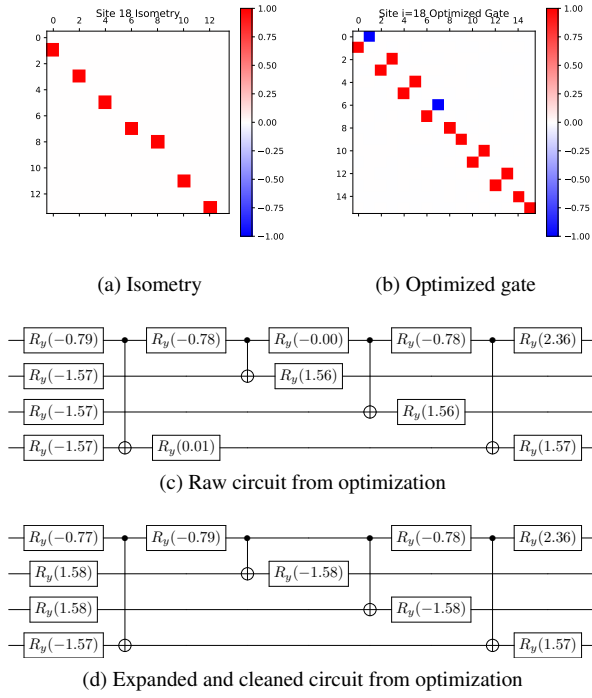 Site 18 Isometry
0 2 4 6 8 10 12
0
2
4
6
8
10
12
1.00
0.75
0.50
0.25
0.00
−0.25
−0.50
−0.75
−1.00
Site i=18 Optimized Gate
0 2 4 6 8 10 12 14
0
2
4
6
8
10
12
14
1.00
0.75
0.50
0.25
0.00
−0.25
−0.50
−0.75
−1.00
(a) Isometry
(b) Optimized gate
R_y(−0.79) R_y(−0.78) R_y(−0.00) R_y(−0.78) R_y(2.36)
R_y(−1.57) R_y(1.56)
R_y(−1.57) R_y(1.56)
R_y(−1.57) R_y(0.01) R_y(1.57)
(c) Raw circuit from optimization
R_y(−0.77) R_y(−0.79) R_y(−0.78) R_y(2.36)
R_y(1.58) R_y(−1.58)
R_y(1.58) R_y(−1.58)
R_y(−1.57) R_y(1.57)
(d) Expanded and cleaned circuit from optimization